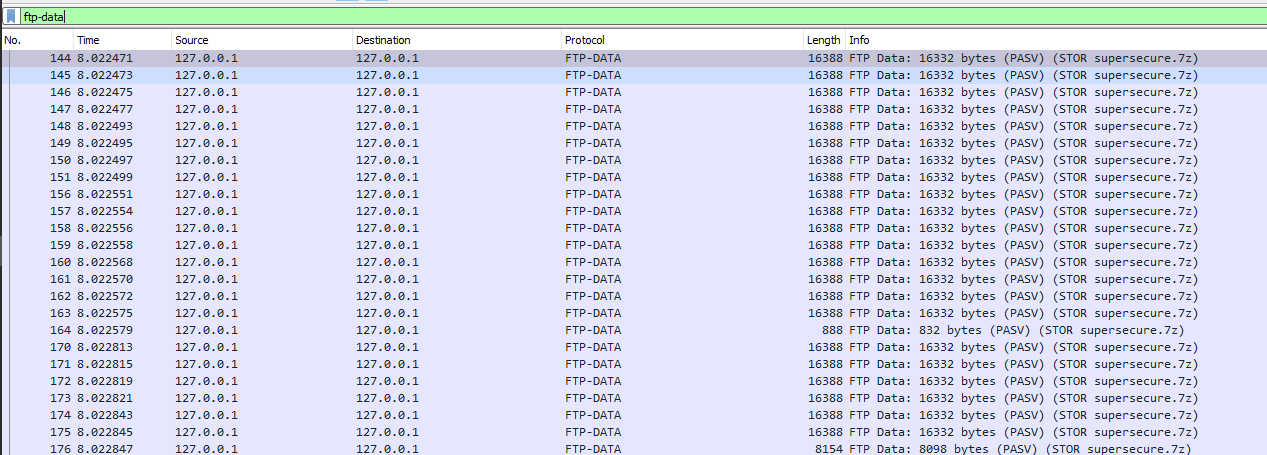 ftp-data
No. Time Source Destination Protocol Length Info
144 8.022471 127.0.0.1 127.0.0.1 FTP-DATA 16388 FTP Data: 16332 bytes (PASV) (STOR supersecure.7z)
145 8.022473 127.0.0.1 127.0.0.1 FTP-DATA 16388 FTP Data: 16332 bytes (PASV) (STOR supersecure.7z)
146 8.022475 127.0.0.1 127.0.0.1 FTP-DATA 16388 FTP Data: 16332 bytes (PASV) (STOR supersecure.7z)
147 8.022477 127.0.0.1 127.0.0.1 FTP-DATA 16388 FTP Data: 16332 bytes (PASV) (STOR supersecure.7z)
148 8.022493 127.0.0.1 127.0.0.1 FTP-DATA 16388 FTP Data: 16332 bytes (PASV) (STOR supersecure.7z)
149 8.022495 127.0.0.1 127.0.0.1 FTP-DATA 16388 FTP Data: 16332 bytes (PASV) (STOR supersecure.7z)
150 8.022497 127.0.0.1 127.0.0.1 FTP-DATA 16388 FTP Data: 16332 bytes (PASV) (STOR supersecure.7z)
151 8.022499 127.0.0.1 127.0.0.1 FTP-DATA 16388 FTP Data: 16332 bytes (PASV) (STOR supersecure.7z)
156 8.022551 127.0.0.1 127.0.0.1 FTP-DATA 16388 FTP Data: 16332 bytes (PASV) (STOR supersecure.7z)
157 8.022554 127.0.0.1 127.0.0.1 FTP-DATA 16388 FTP Data: 16332 bytes (PASV) (STOR supersecure.7z)
158 8.022556 127.0.0.1 127.0.0.1 FTP-DATA 16388 FTP Data: 16332 bytes (PASV) (STOR supersecure.7z)
159 8.022558 127.0.0.1 127.0.0.1 FTP-DATA 16388 FTP Data: 16332 bytes (PASV) (STOR supersecure.7z)
160 8.022568 127.0.0.1 127.0.0.1 FTP-DATA 16388 FTP Data: 16332 bytes (PASV) (STOR supersecure.7z)
161 8.022570 127.0.0.1 127.0.0.1 FTP-DATA 16388 FTP Data: 16332 bytes (PASV) (STOR supersecure.7z)
162 8.022572 127.0.0.1 127.0.0.1 FTP-DATA 16388 FTP Data: 16332 bytes (PASV) (STOR supersecure.7z)
163 8.022575 127.0.0.1 127.0.0.1 FTP-DATA 16388 FTP Data: 16332 bytes (PASV) (STOR supersecure.7z)
164 8.022579 127.0.0.1 127.0.0.1 FTP-DATA 888 FTP Data: 832 bytes (PASV) (STOR supersecure.7z)
170 8.022813 127.0.0.1 127.0.0.1 FTP-DATA 16388 FTP Data: 16332 bytes (PASV) (STOR supersecure.7z)
171 8.022815 127.0.0.1 127.0.0.1 FTP-DATA 16388 FTP Data: 16332 bytes (PASV) (STOR supersecure.7z)
172 8.022819 127.0.0.1 127.0.0.1 FTP-DATA 16388 FTP Data: 16332 bytes (PASV) (STOR supersecure.7z)
173 8.022821 127.0.0.1 127.0.0.1 FTP-DATA 16388 FTP Data: 16332 bytes (PASV) (STOR supersecure.7z)
174 8.022843 127.0.0.1 127.0.0.1 FTP-DATA 16388 FTP Data: 16332 bytes (PASV) (STOR supersecure.7z)
175 8.022845 127.0.0.1 127.0.0.1 FTP-DATA 16388 FTP Data: 16332 bytes (PASV) (STOR supersecure.7z)
176 8.022847 127.0.0.1 127.0.0.1 FTP-DATA 8154 FTP Data: 8098 bytes (PASV) (STOR supersecure.7z)